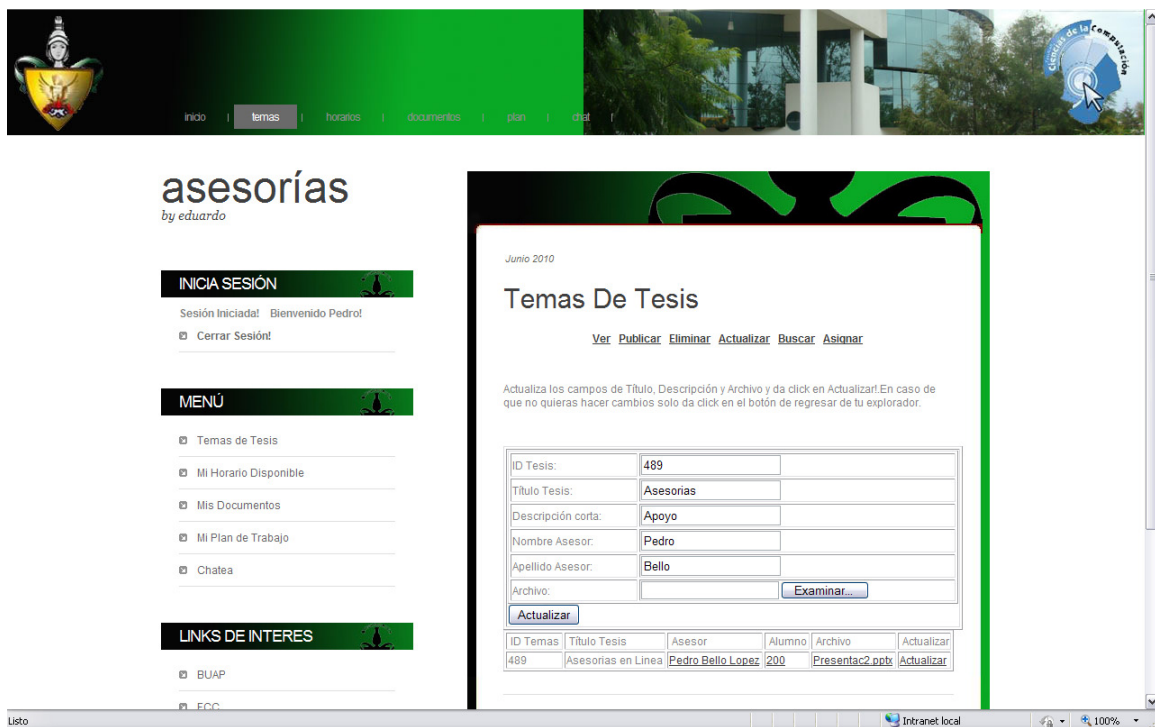 Ciencias de la Computación
inicio | temas | horarios | documentos | plan | chat |
asesorías
by eduardo
INICIA SESIÓN
Sesión Iniciada! Bienvenido Pedro!
Cerrar Sesión!
MENÚ
Temas de Tesis
Mi Horario Disponible
Mis Documentos
Mi Plan de Trabajo
Chatea
LINKS DE INTERES
BUAP
FCC
Junio 2010
Temas De Tesis
Ver Publicar Eliminar Actualizar Buscar Asignar
Actualiza los campos de Título, Descripción y Archivo y da click en Actualizar!.En caso de
que no quieras hacer cambios solo da click en el botón de regresar de tu explorador.
ID Tesis: 489
Título Tesis: Asesorias
Descripción corta: Apoyo
Nombre Asesor: Pedro
Apellido Asesor: Bello
Archivo: Examinar...
Actualizar
ID Temas Título Tesis Asesor Alumno Archivo Actualizar
489 Asesorias en Linea Pedro Bello Lopez 200 Presentac2.pptx Actualizar
Listo Intranet local 100%